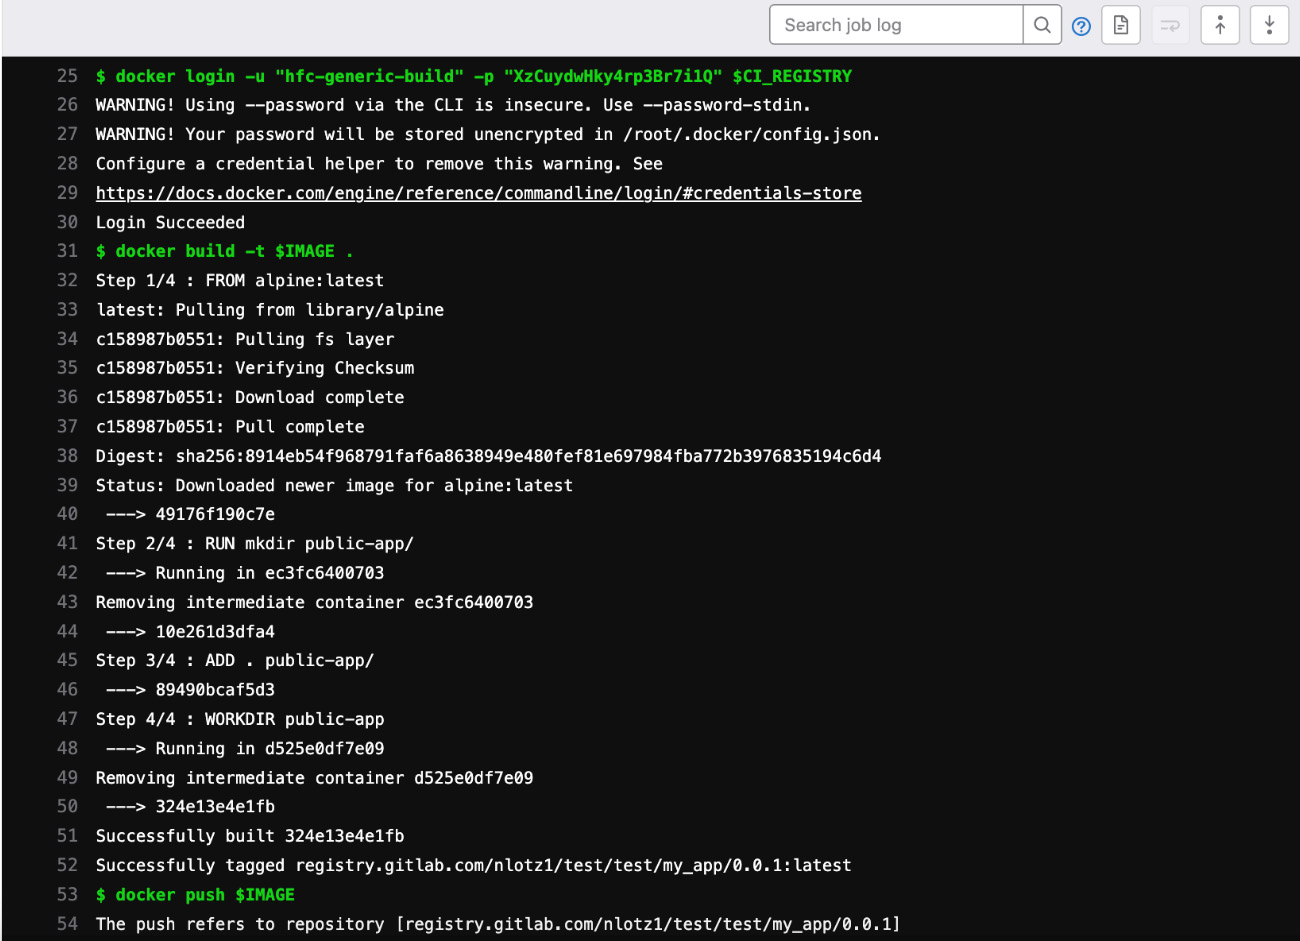 Search job log
25 $ docker login -u "hfc-generic-build" -p "XzCuydwHky4rp3Br7i1Q" $CI_REGISTRY
26 WARNING! Using --password via the CLI is insecure. Use --password-stdin.
27 WARNING! Your password will be stored unencrypted in /root/.docker/config.json.
28 Configure a credential helper to remove this warning. See
29 https://docs.docker.com/engine/reference/commandline/login/#credentials-store
30 Login Succeeded
31 $ docker build -t $IMAGE .
32 Step 1/4 : FROM alpine:latest
33 latest: Pulling from library/alpine
34 c158987b0551: Pulling fs layer
35 c158987b0551: Verifying Checksum
36 c158987b0551: Download complete
37 c158987b0551: Pull complete
38 Digest: sha256:8914eb54f968791faf6a8638949e480fef81e697984fba772b3976835194c6d4
39 Status: Downloaded newer image for alpine:latest
40 ---> 49176f190c7e
41 Step 2/4 : RUN mkdir public-app/
42 ---> Running in ec3fc6400703
43 Removing intermediate container ec3fc6400703
44 ---> 10e261d3dfa4
45 Step 3/4 : ADD . public-app/
46 ---> 89490bcaf5d3
47 Step 4/4 : WORKDIR public-app
48 ---> Running in d525e0df7e09
49 Removing intermediate container d525e0df7e09
50 ---> 324e13e4e1fb
51 Successfully built 324e13e4e1fb
52 Successfully tagged registry.gitlab.com/nlotz1/test/test/my_app/0.0.1:latest
53 $ docker push $IMAGE
54 The push refers to repository [registry.gitlab.com/nlotz1/test/test/my_app/0.0.1]